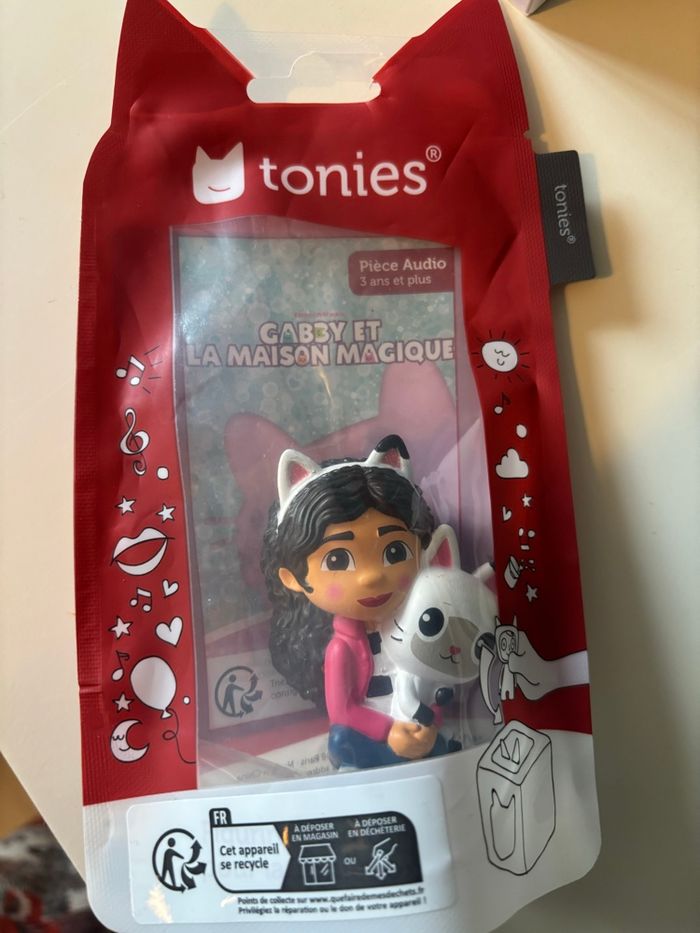 tonies®
tonies®
Pièce Audio
3 ans et plus
GABBY ET
LA MAISON MAGIQUE
FR
Cet appareil
se recycle
À DÉPOSER
EN MAGASIN
OU
À DÉPOSER
EN DÉCHÈTERIE
Points de collecte sur www.quefairedemesdechets.fr
Privilégiez la réparation ou le don de votre appareil !